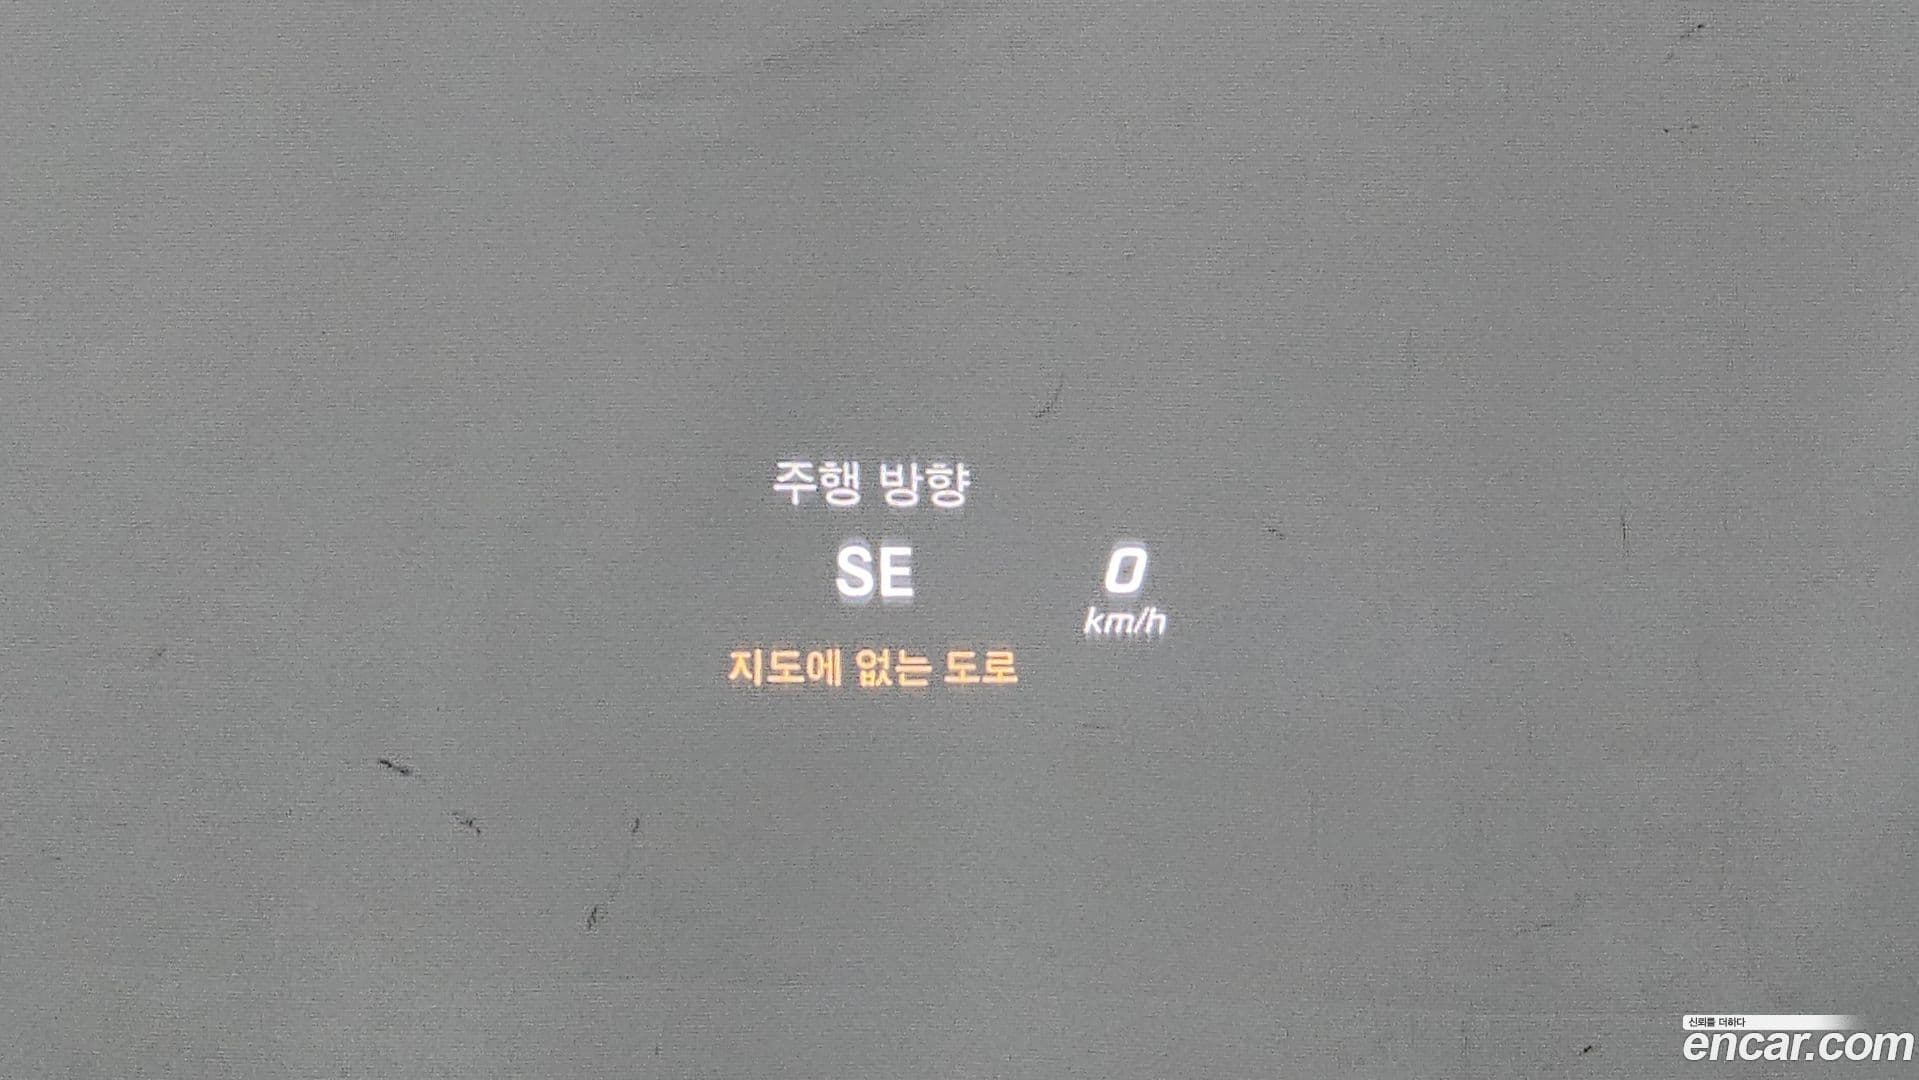 주행 방향
SE
0
km/h
지도에 없는 도로
신뢰를 더하다
encar.com